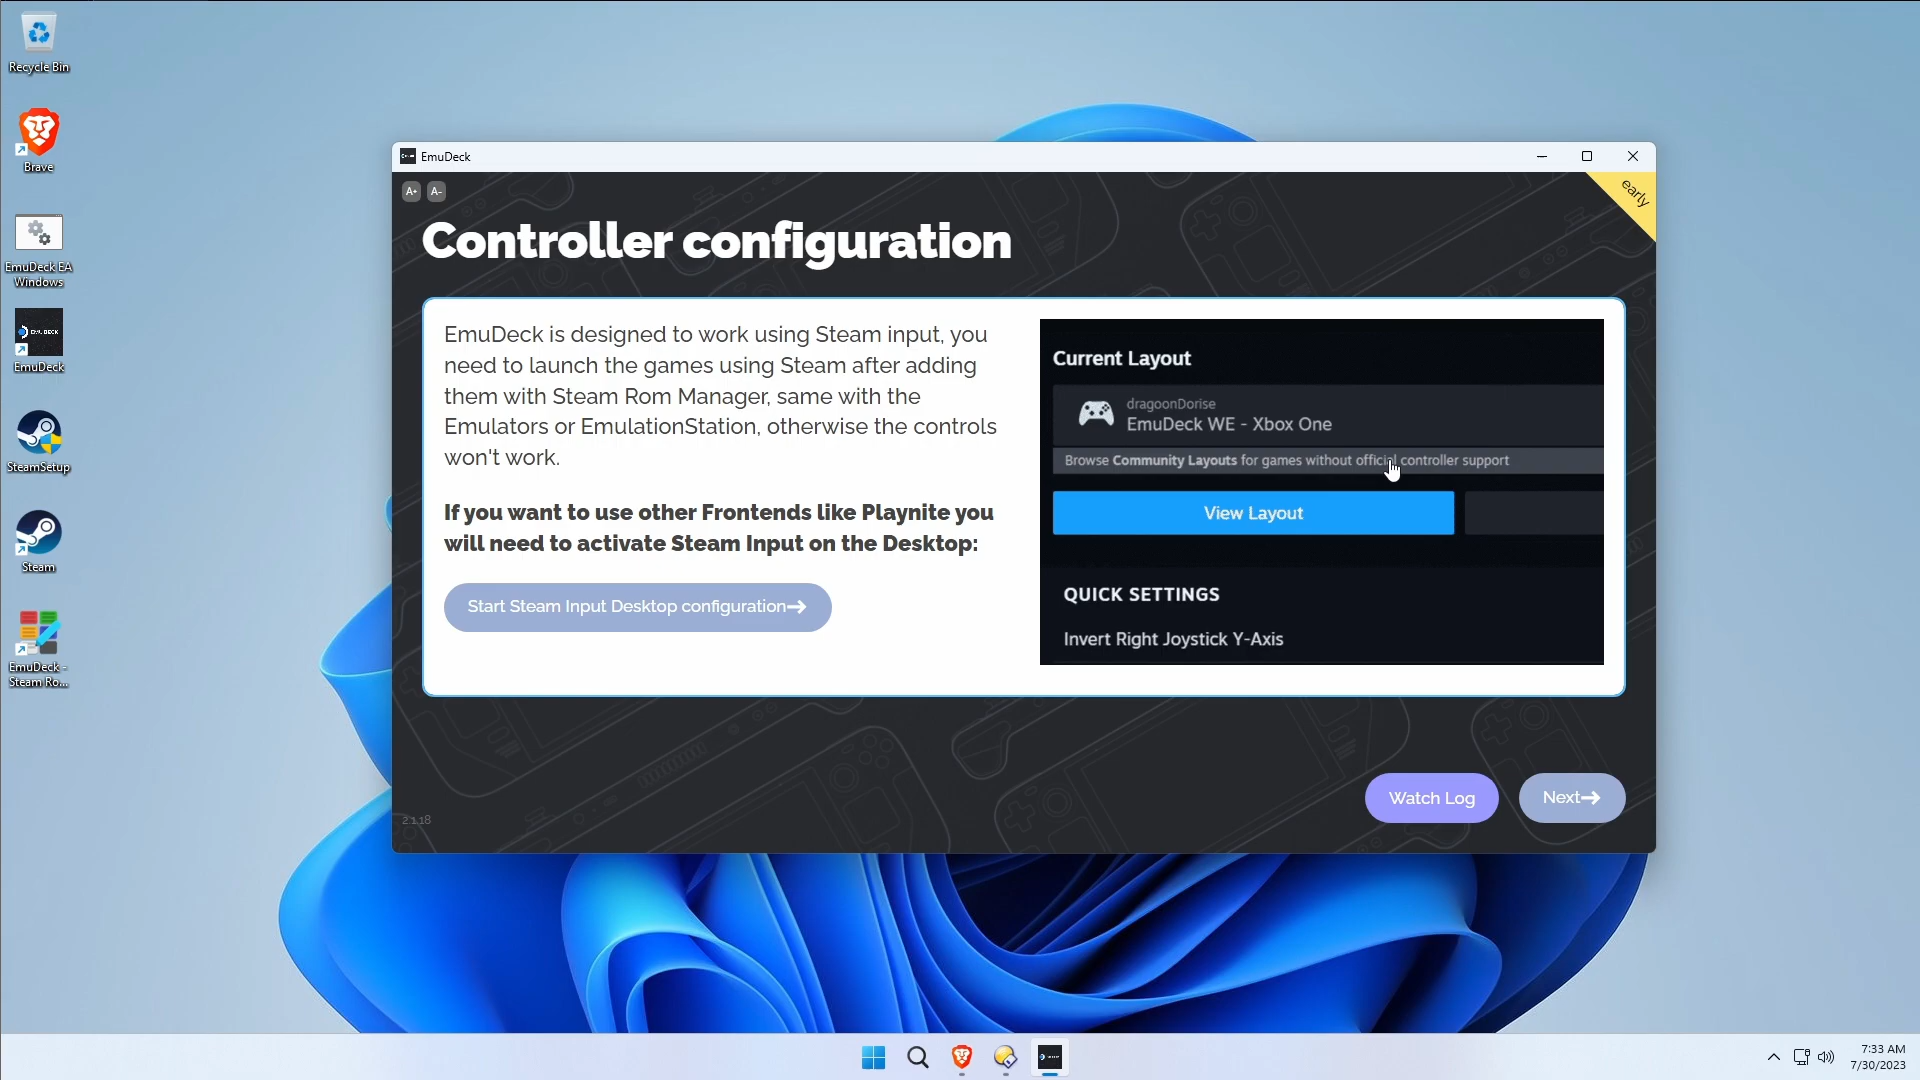 Recycle Bin
Brave
EmuDeck EA
Windows
EmuDeck
SteamSetup
Steam
EmuDeck -
Steam Ro...
EmuDeck
A+ A-
early
Controller configuration
EmuDeck is designed to work using Steam input, you
need to launch the games using Steam after adding
them with Steam Rom Manager, same with the
Emulators or EmulationStation, otherwise the controls
won't work.
If you want to use other Frontends like Playnite you
will need to activate Steam Input on the Desktop:
Start Steam Input Desktop configuration→
Current Layout
dragoonDorise
EmuDeck WE - Xbox One
Browse Community Layouts for games without official controller support
View Layout
QUICK SETTINGS
Invert Right Joystick Y-Axis
Watch Log
Next→
2.1.18
7:33 AM
7/30/2023